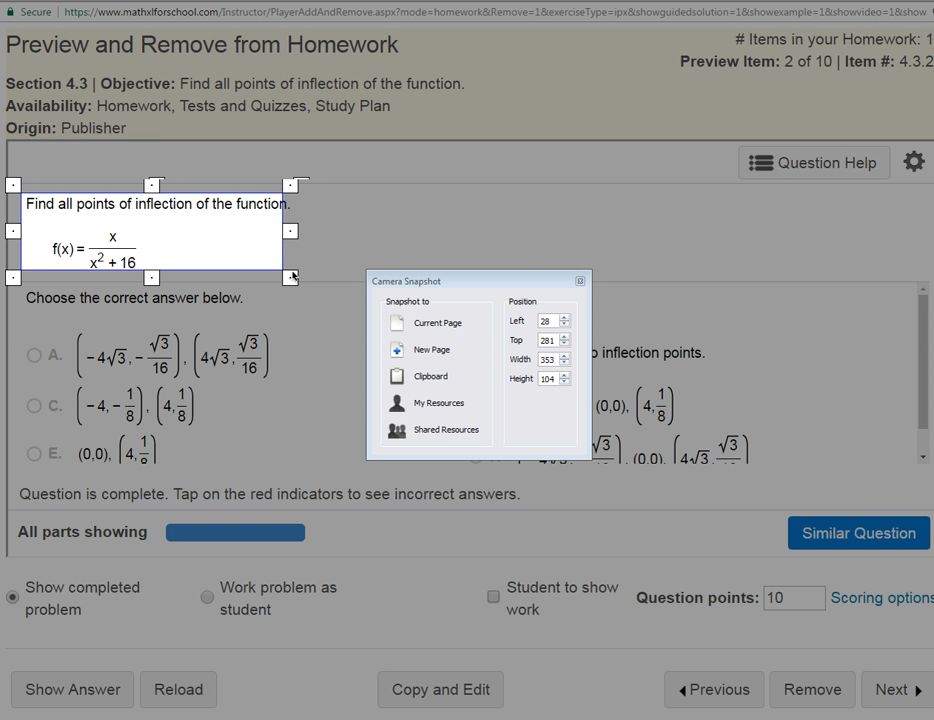 Secure | https://www.mathxlforschool.com/Instructor/PlayerAddAndRemove.aspx?mode=homework&Remove=1&exerciseType=ipx&showguidedsolution=1&showexample=1&showvideo=1&show
Preview and Remove from Homework
# Items in your Homework: 1
Preview Item: 2 of 10 | Item #: 4.3.2
Section 4.3 | Objective: Find all points of inflection of the function.
Availability: Homework, Tests and Quizzes, Study Plan
Origin: Publisher
Question Help
Find all points of inflection of the function.
f(x) = x / (x² + 16)
Choose the correct answer below.
A. (−4√3, −√3/16), (4√3, √3/16)
o inflection points.
C. (−4, −1/8), (4, 1/8)
(0,0), (4, 1/8)
E. (0,0), (4, 1/8)
√3), (0,0), (4√3, √3
Question is complete. Tap on the red indicators to see incorrect answers.
All parts showing
Similar Question
Show completed problem
Work problem as student
Student to show work
Question points: 10
Scoring options
Show Answer
Reload
Copy and Edit
Previous
Remove
Next
Camera Snapshot
Snapshot to
Current Page
New Page
Clipboard
My Resources
Shared Resources
Position
Left 28
Top 281
Width 353
Height 104